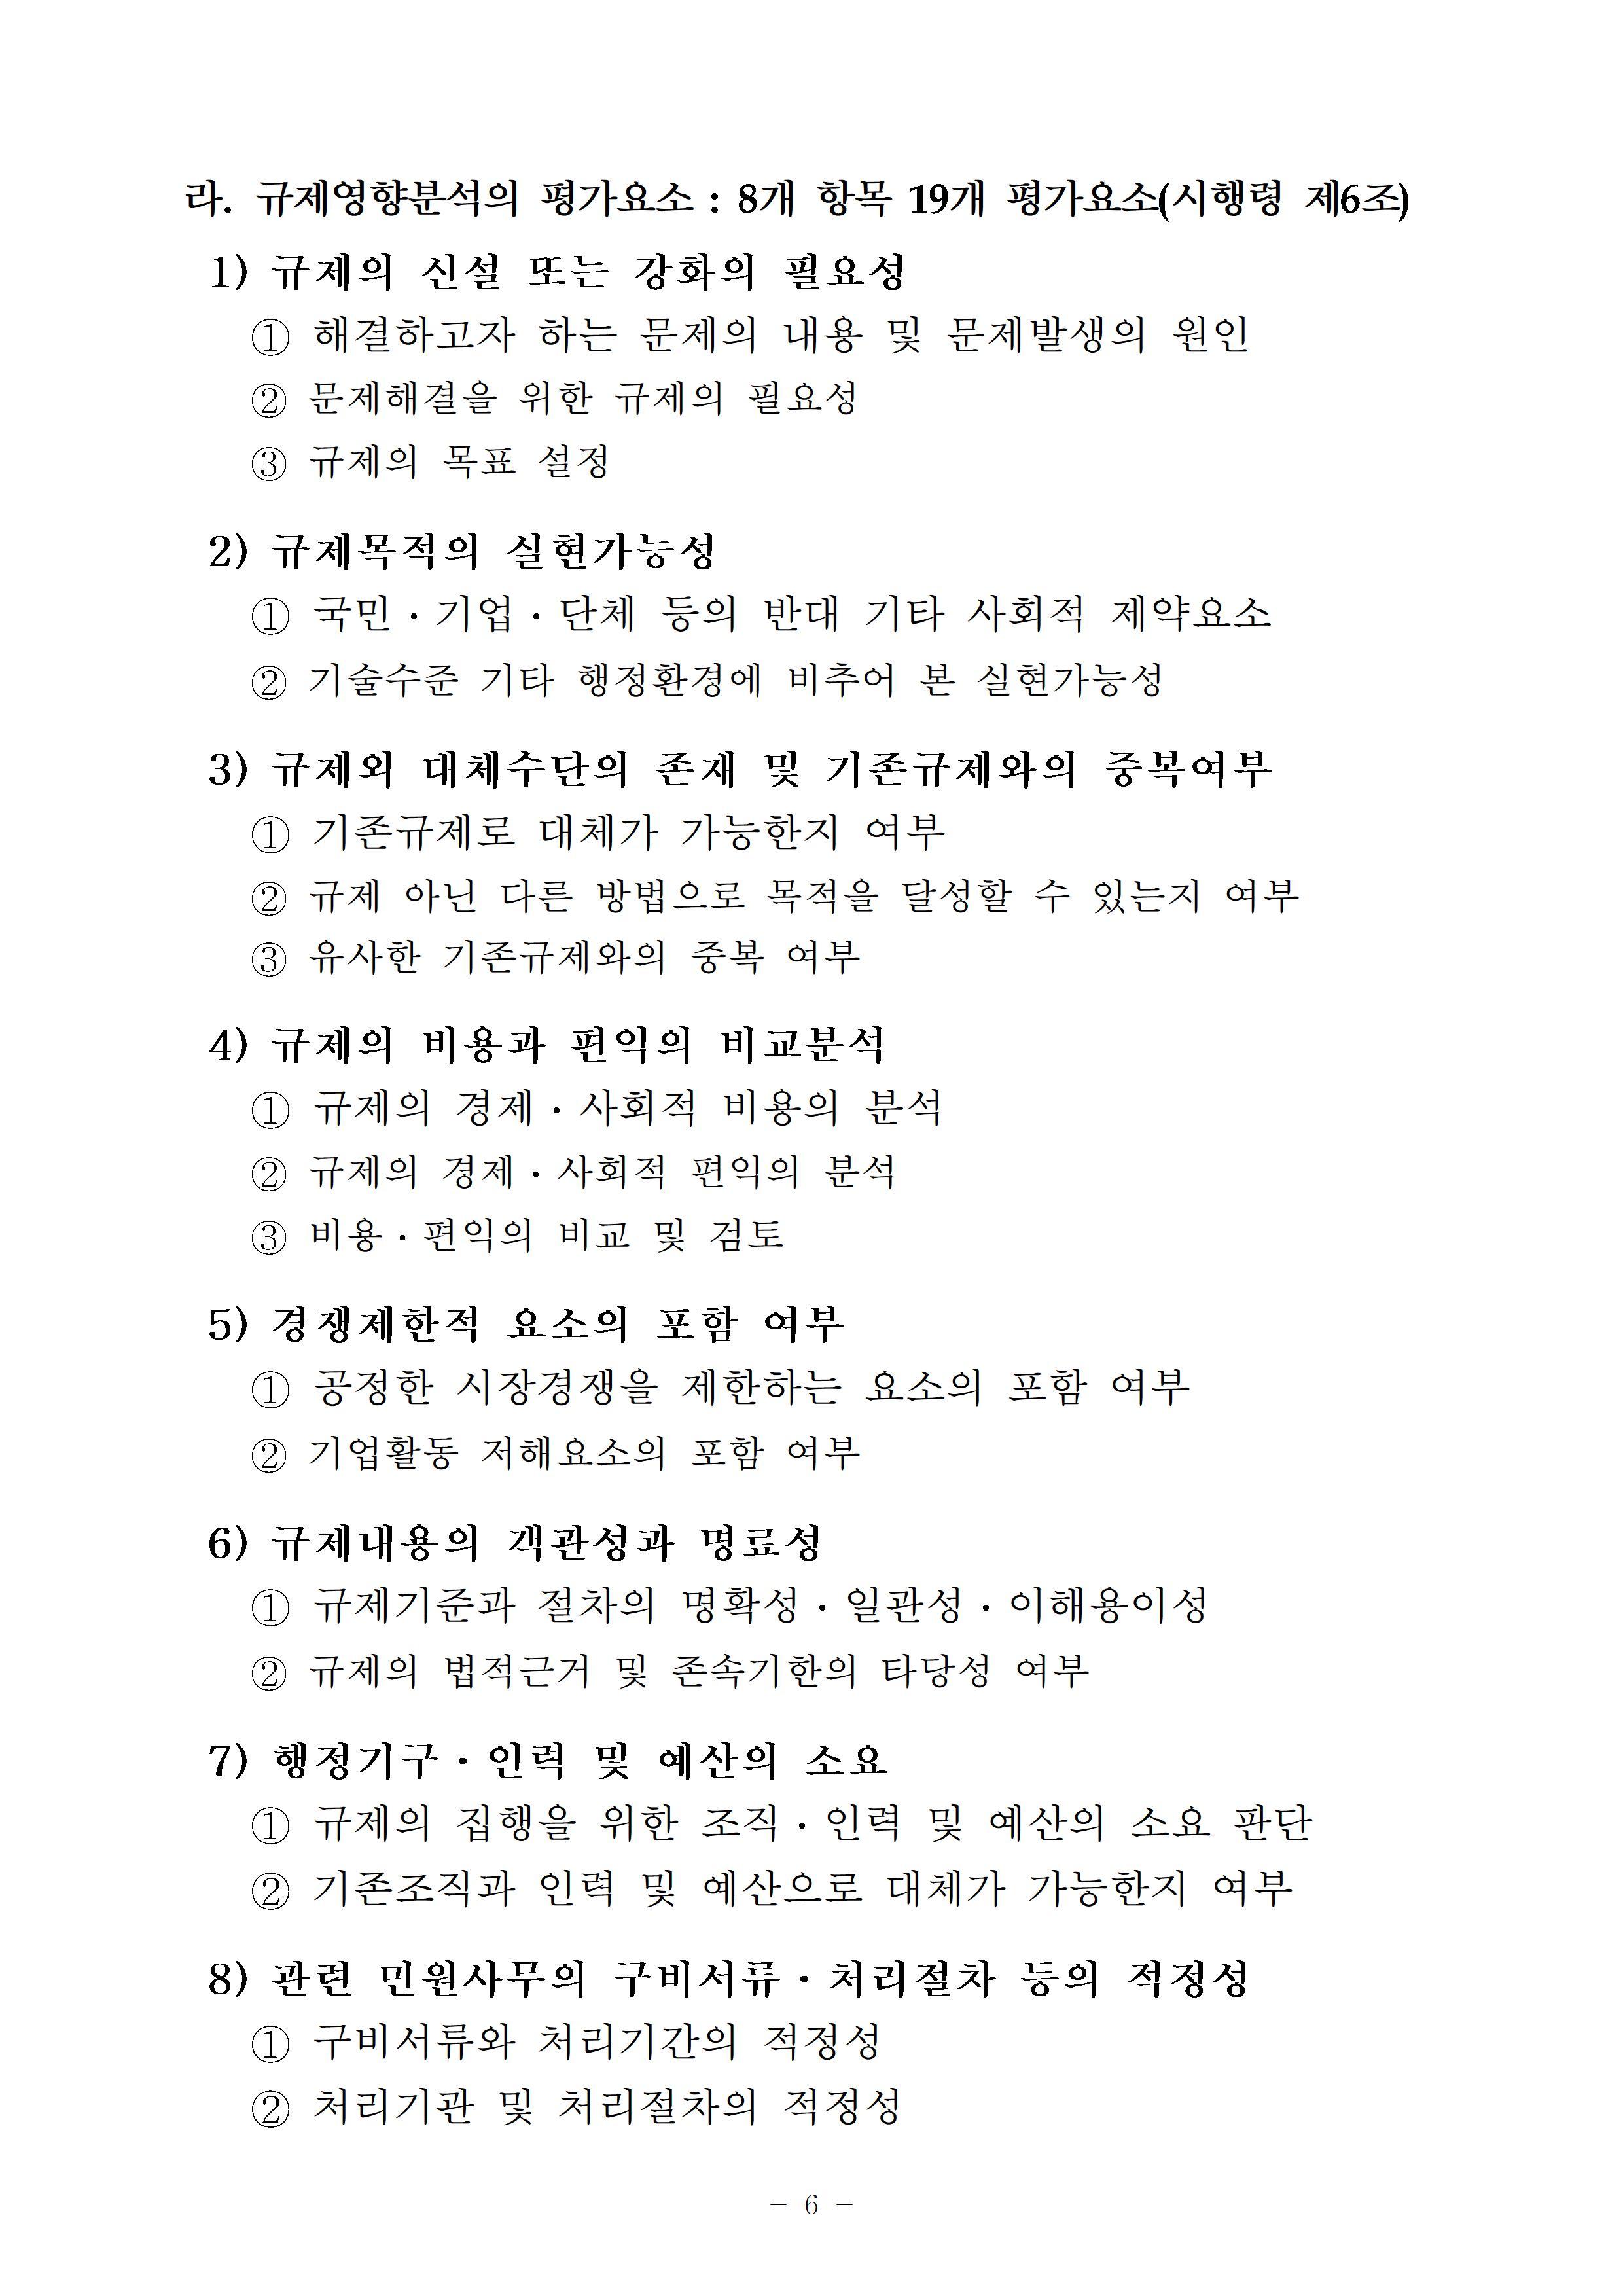 라. 규제영향분석의 평가요소 : 8개 항목 19개 평가요소(시행령 제6조)
1) 규제의 신설 또는 강화의 필요성
① 해결하고자 하는 문제의 내용 및 문제발생의 원인
② 문제해결을 위한 규제의 필요성
③ 규제의 목표 설정
2) 규제목적의 실현가능성
① 국민·기업·단체 등의 반대 기타 사회적 제약요소
② 기술수준 기타 행정환경에 비추어 본 실현가능성
3) 규제외 대체수단의 존재 및 기존규제와의 중복여부
① 기존규제로 대체가 가능한지 여부
② 규제 아닌 다른 방법으로 목적을 달성할 수 있는지 여부
③ 유사한 기존규제와의 중복 여부
4) 규제의 비용과 편익의 비교분석
① 규제의 경제·사회적 비용의 분석
② 규제의 경제·사회적 편익의 분석
③ 비용·편익의 비교 및 검토
5) 경쟁제한적 요소의 포함 여부
① 공정한 시장경쟁을 제한하는 요소의 포함 여부
② 기업활동 저해요소의 포함 여부
6) 규제내용의 객관성과 명료성
① 규제기준과 절차의 명확성·일관성·이해용이성
② 규제의 법적근거 및 존속기한의 타당성 여부
7) 행정기구·인력 및 예산의 소요
① 규제의 집행을 위한 조직·인력 및 예산의 소요 판단
② 기존조직과 인력 및 예산으로 대체가 가능한지 여부
8) 관련 민원사무의 구비서류·처리절차 등의 적정성
① 구비서류와 처리기간의 적정성
② 처리기관 및 처리절차의 적정성
- 6 -